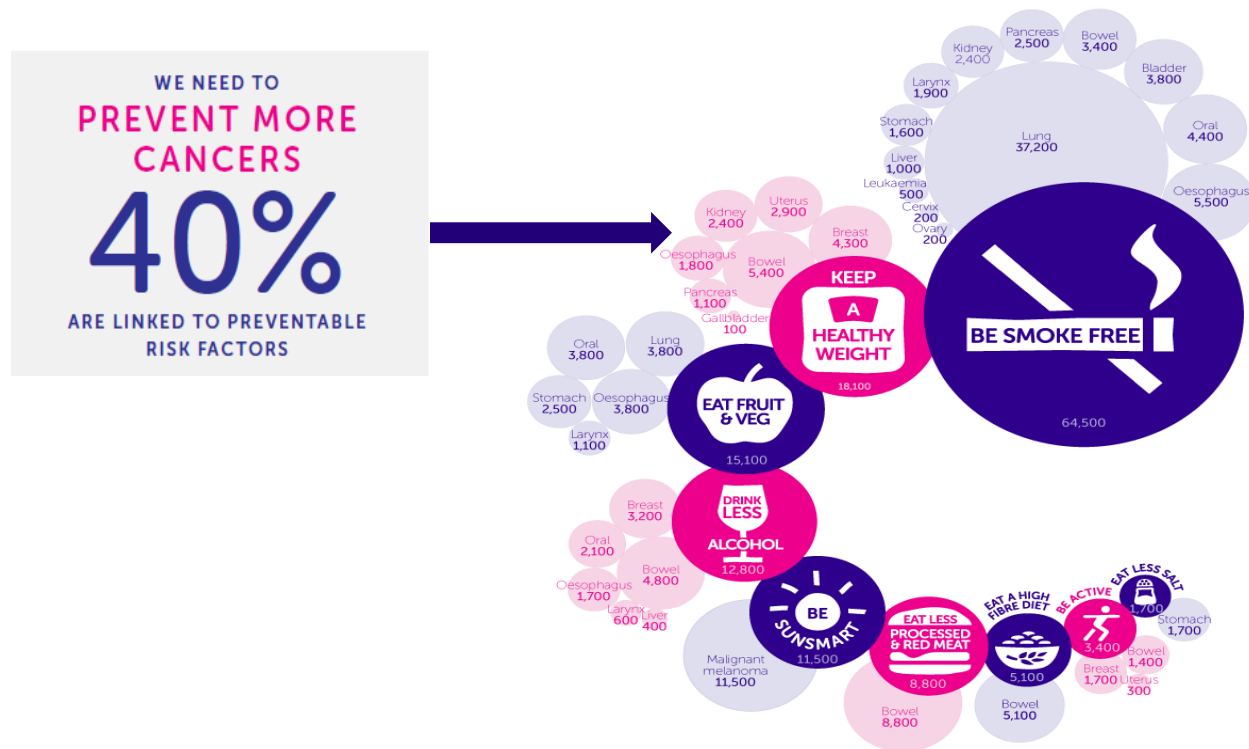 WE NEED TO
PREVENT MORE
CANCERS
40%
ARE LINKED TO PREVENTABLE
RISK FACTORS
Pancreas
2,500
Bowel
3,400
Kidney
2,400
Bladder
3,800
Larynx
1,900
Oral
4,400
Stomach
1,600
Lung
37,200
Liver
1,000
Leukaemia
500
Oesophagus
5,500
Cervix
200
Ovary
200
BE SMOKE FREE
64,500
Uterus
2,900
Kidney
2,400
Breast
4,300
Oesophagus
1,800
Bowel
5,400
Pancreas
1,100
Gallbladder
100
KEEP
A
HEALTHY
WEIGHT
18,100
Oral
3,800
Lung
3,800
Stomach
2,500
Oesophagus
3,800
Larynx
1,100
EAT FRUIT
& VEG
15,100
Breast
3,200
Oral
2,100
Bowel
4,800
Oesophagus
1,700
Larynx
600
Liver
400
DRINK
LESS
ALCOHOL
12,800
BE
SUNSMART
11,500
Malignant
melanoma
11,500
EAT LESS
PROCESSED
& RED MEAT
8,800
Bowel
8,800
EAT A HIGH
FIBRE DIET
5,100
Bowel
5,100
BE ACTIVE
3,400
Bowel
1,400
Breast
1,700
Uterus
300
EAT LESS SALT
1,700
Stomach
1,700